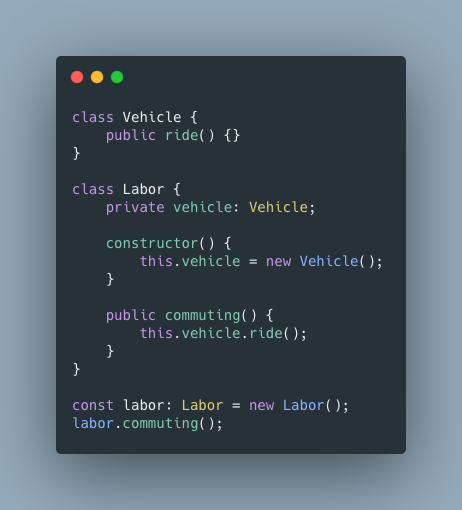 class Vehicle {
    public ride() {}
}

class Labor {
    private vehicle: Vehicle;

    constructor() {
        this.vehicle = new Vehicle();
    }

    public commuting() {
        this.vehicle.ride();
    }
}

const labor: Labor = new Labor();
labor.commuting();